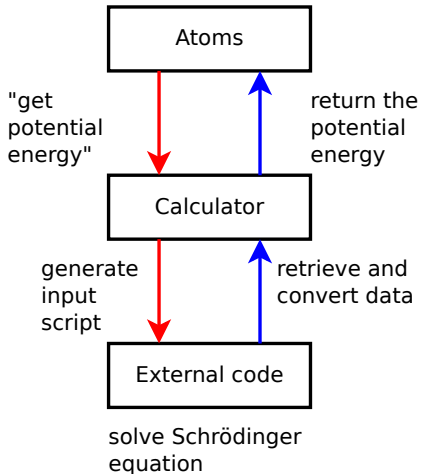 Atoms
"get
potential
energy"
return the
potential
energy
Calculator
generate
input
script
retrieve and
convert data
External code
solve Schrödinger
equation